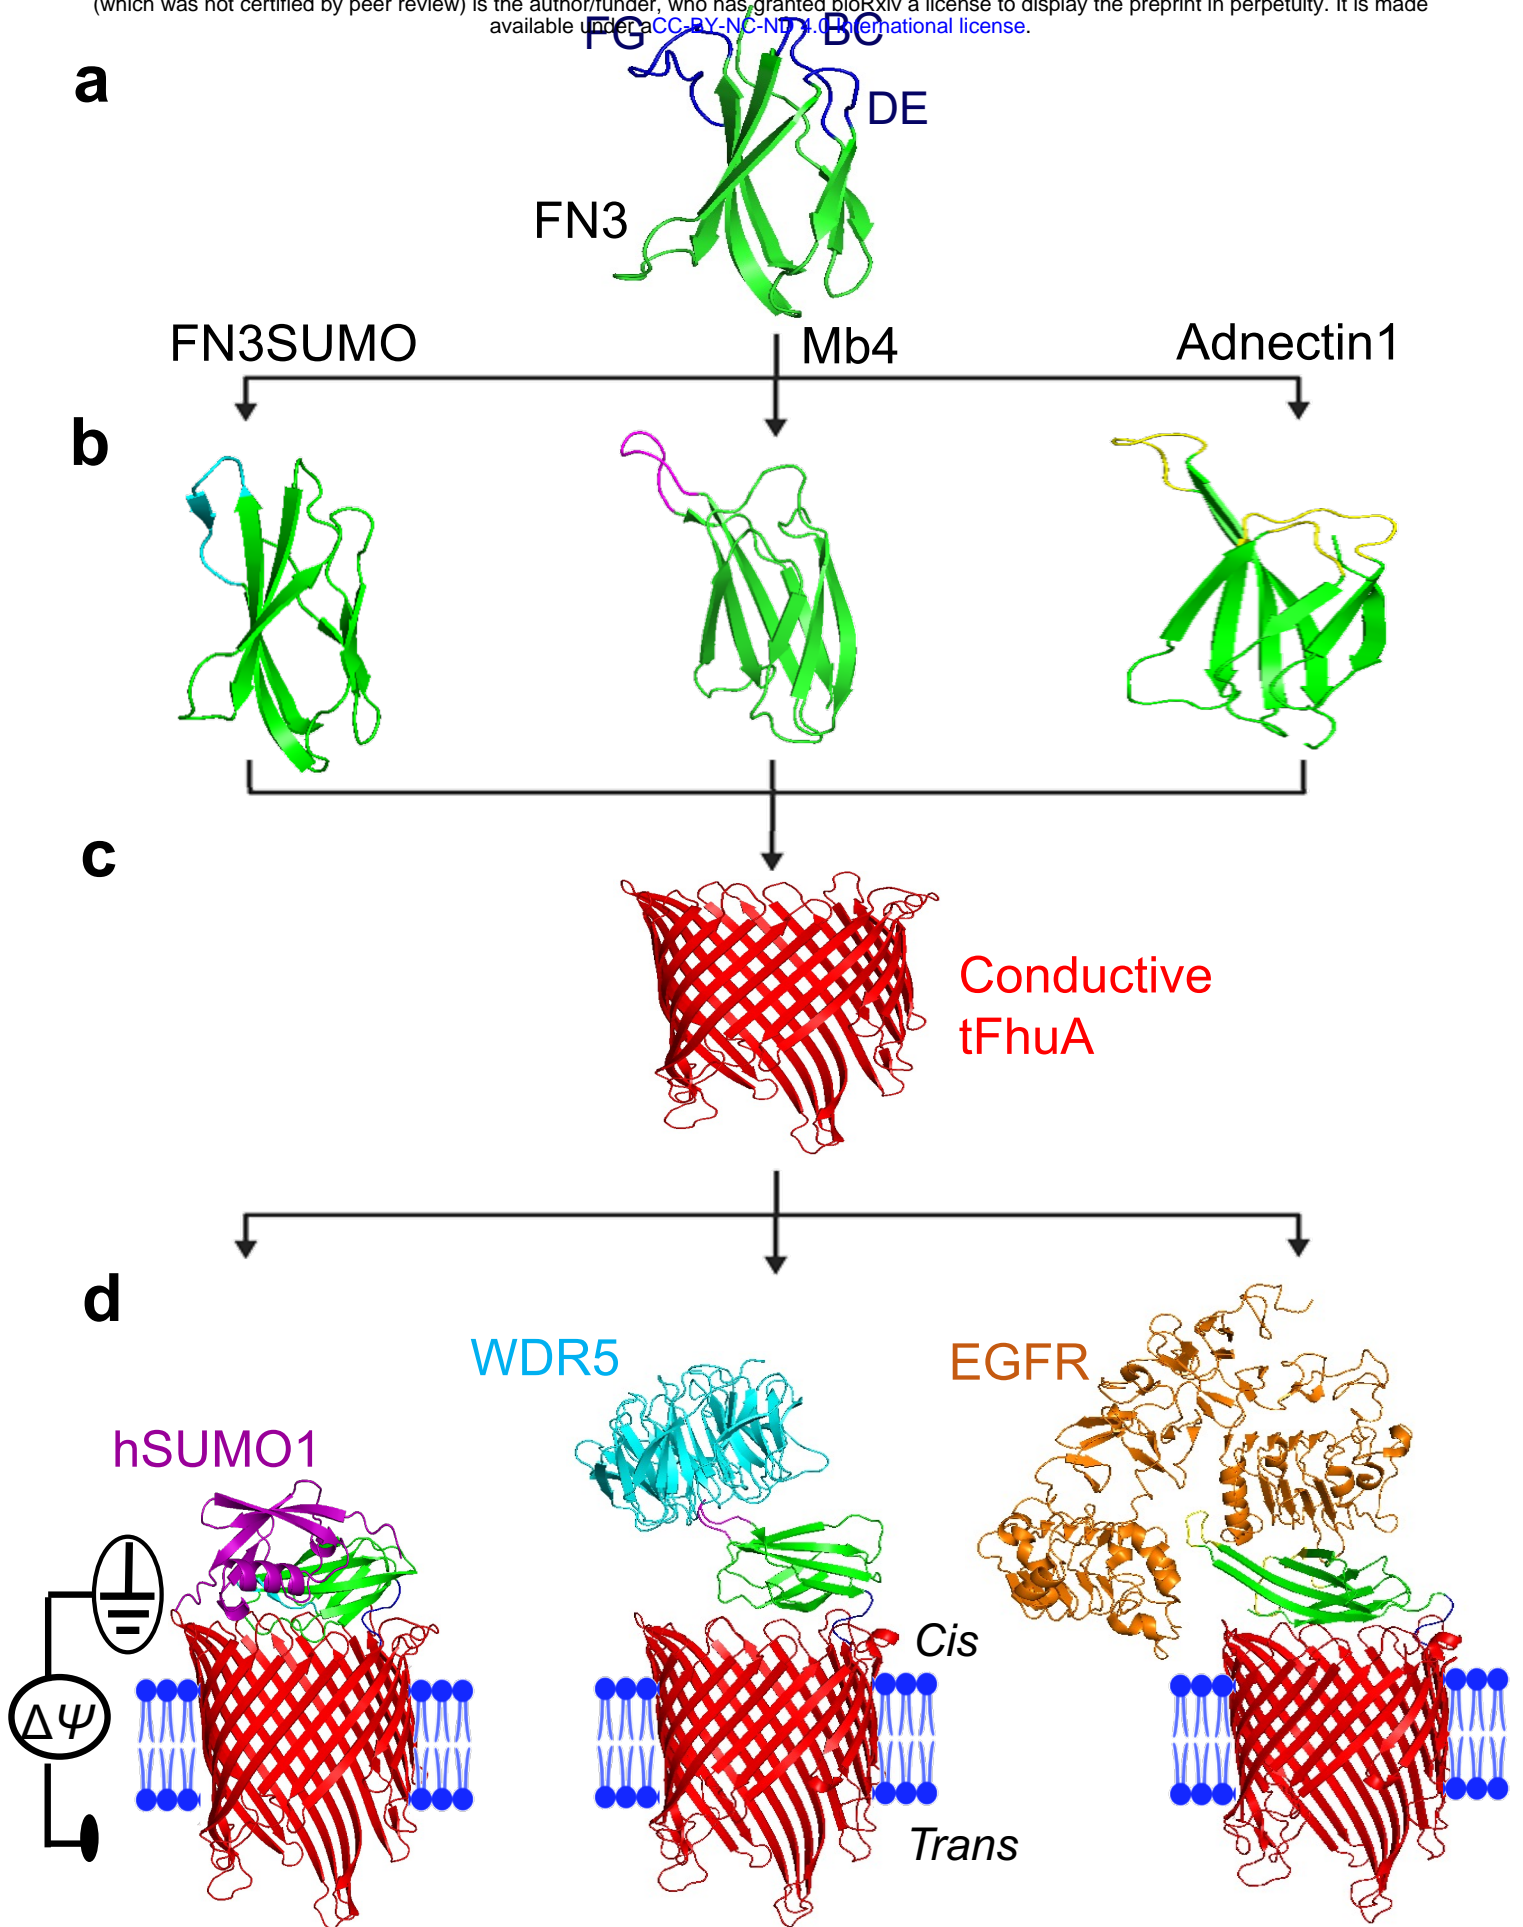 (which was not certified by peer review) is the author/funder, who has granted bioRxiv a license to display the preprint in perpetuity. It is made
available under aCC-BY-NC-ND 4.0 International license.
FG
BC
a
DE
FN3
FN3SUMO
Mb4
Adnectin1
b
c
Conductive
tFhuA
d
WDR5
EGFR
hSUMO1
Cis
ΔΨ
Trans